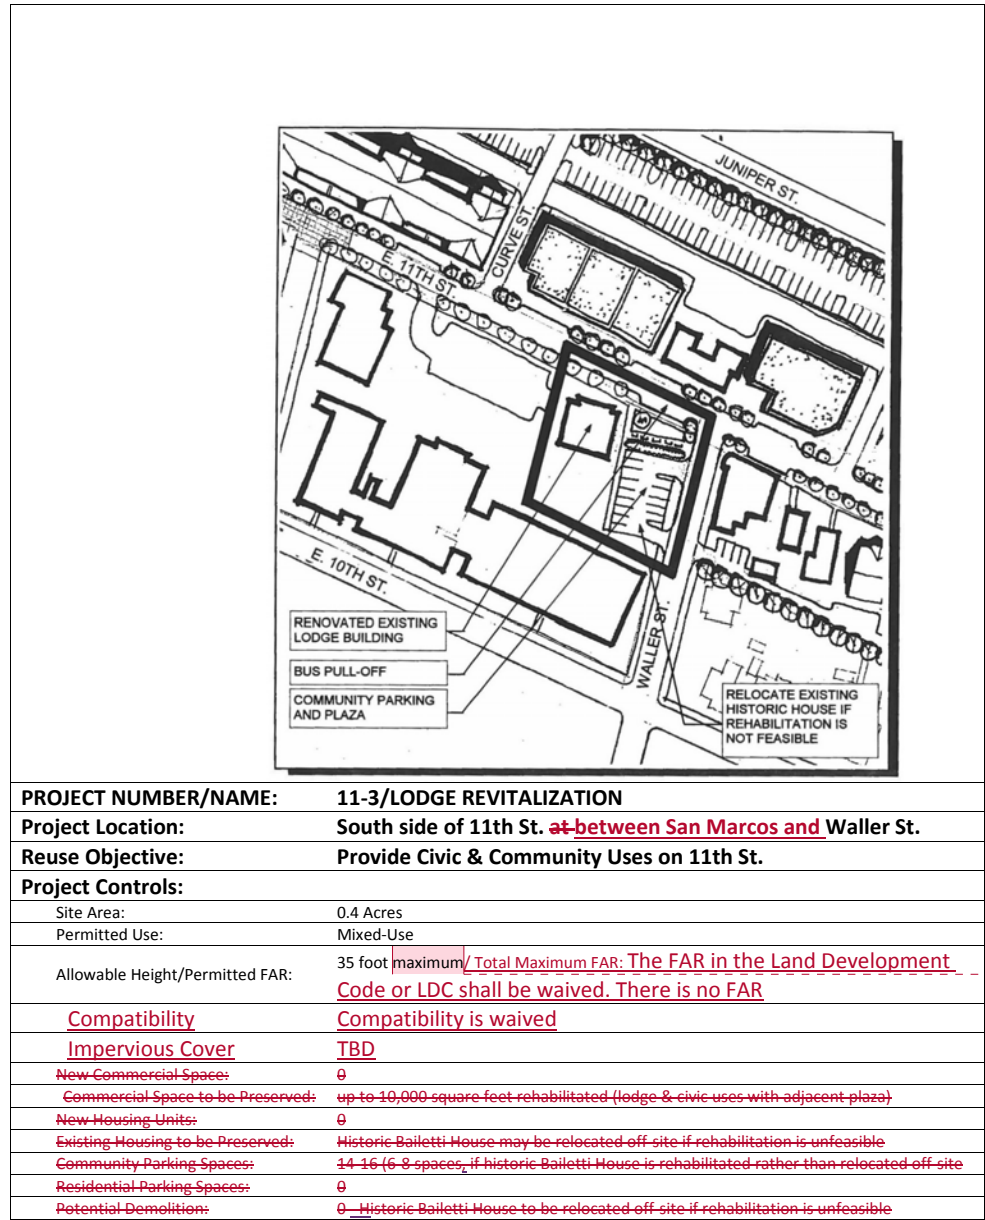 JUNIPER ST.
CURVE ST.
E. 11TH ST.
E. 10TH ST.
WALLER ST.
RENOVATED EXISTING
LODGE BUILDING
BUS PULL-OFF
COMMUNITY PARKING
AND PLAZA
RELOCATE EXISTING
HISTORIC HOUSE IF
REHABILITATION IS
NOT FEASIBLE
PROJECT NUMBER/NAME: 11-3/LODGE REVITALIZATION
Project Location: South side of 11th St. at between San Marcos and Waller St.
Reuse Objective: Provide Civic & Community Uses on 11th St.
Project Controls:
Site Area: 0.4 Acres
Permitted Use: Mixed-Use
Allowable Height/Permitted FAR: 35 foot maximum/ Total Maximum FAR: The FAR in the Land Development
Code or LDC shall be waived. There is no FAR
Compatibility Compatibility is waived
Impervious Cover TBD
New Commercial Space: 0
Commercial Space to be Preserved: up to 10,000 square feet rehabilitated (lodge & civic uses with adjacent plaza)
New Housing Units: 0
Existing Housing to be Preserved: Historic Bailetti House may be relocated off-site if rehabilitation is unfeasible
Community Parking Spaces: 14-16 (6-8 spaces, if historic Bailetti House is rehabilitated rather than relocated off-site
Residential Parking Spaces: 0
Potential Demolition: 0 - Historic Bailetti House to be relocated off-site if rehabilitation is unfeasible